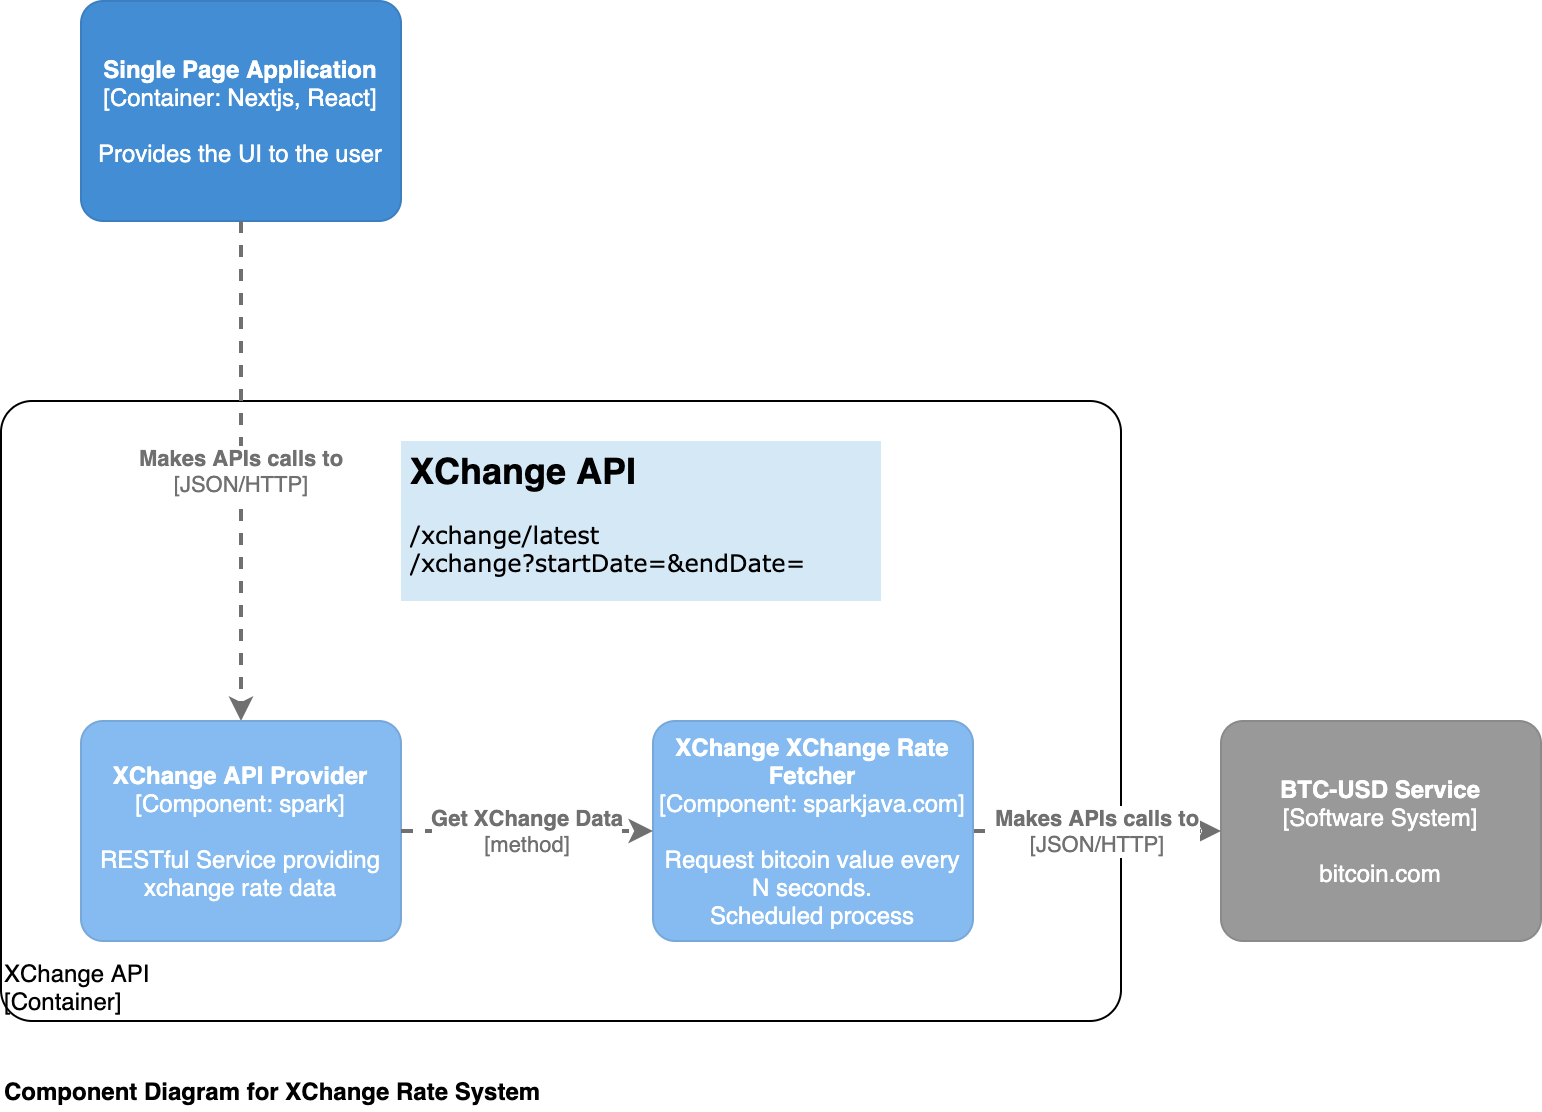 Single Page Application
[Container: Nextjs, React]
Provides the UI to the user
Makes APIs calls to
[JSON/HTTP]
XChange API
/xchange/latest
/xchange?startDate=&endDate=
XChange API Provider
[Component: spark]
RESTful Service providing
xchange rate data
Get XChange Data
[method]
XChange XChange Rate
Fetcher
[Component: sparkjava.com]
Request bitcoin value every
N seconds.
Scheduled process
Makes APIs calls to
[JSON/HTTP]
BTC-USD Service
[Software System]
bitcoin.com
XChange API
[Container]
Component Diagram for XChange Rate System